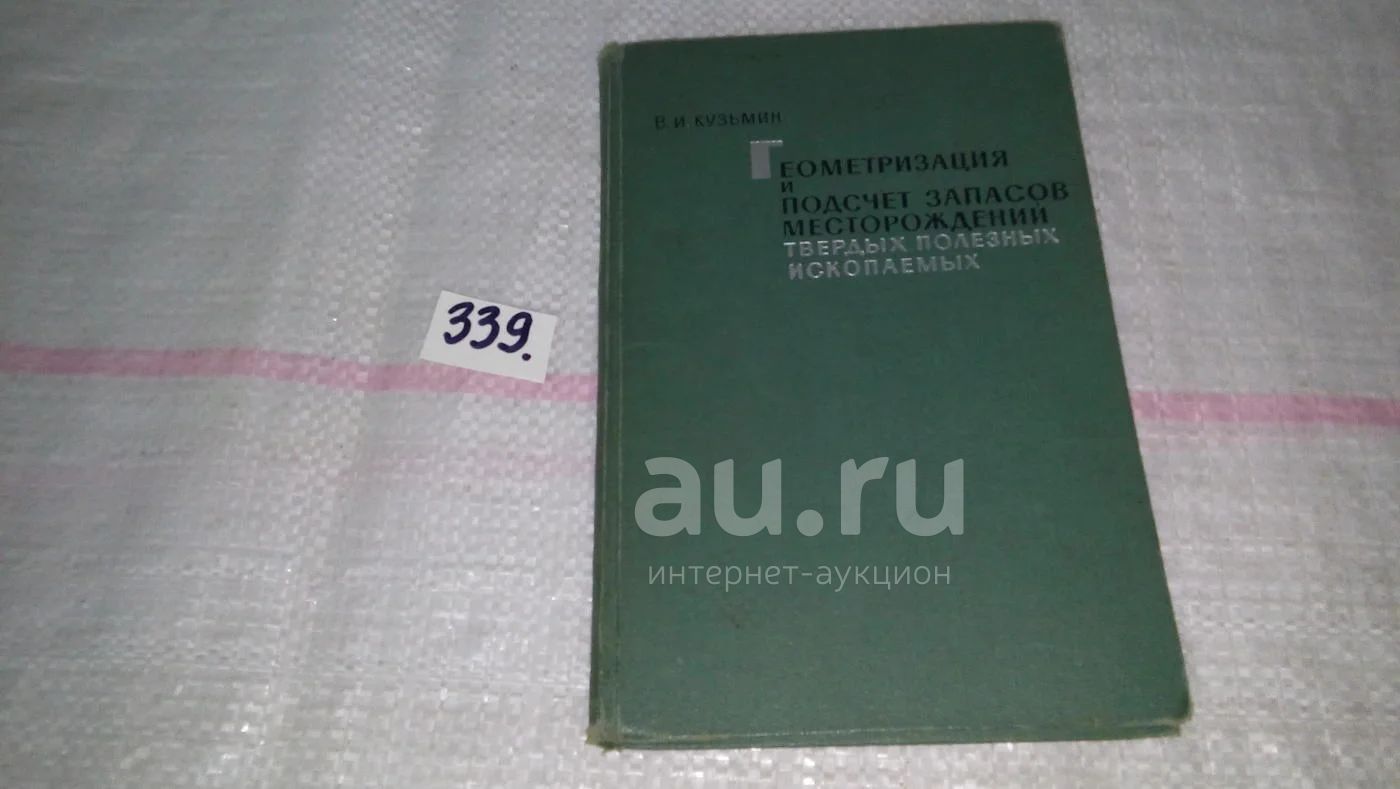 В. И. КУЗЬМИН
ГЕОМЕТРИЗАЦИЯ
И
ПОДСЧЕТ ЗАПАСОВ
МЕСТОРОЖДЕНИЙ
ТВЕРДЫХ ПОЛЕЗНЫХ
ИСКОПАЕМЫХ
339.
au.ru
интернет-аукцион